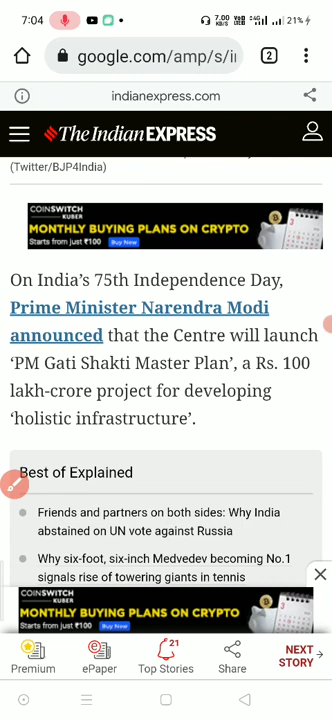 7:04
7.00 KB/S
21%
google.com/amp/s/i
2
indianexpress.com
The Indian EXPRESS
(Twitter/BJP4India)
COINSWITCH
KUBER
MONTHLY BUYING PLANS ON CRYPTO
Starts from just ₹100 Buy Now
On India's 75th Independence Day,
Prime Minister Narendra Modi
announced that the Centre will launch
'PM Gati Shakti Master Plan', a Rs. 100
lakh-crore project for developing
'holistic infrastructure'.
Best of Explained
Friends and partners on both sides: Why India
abstained on UN vote against Russia
Why six-foot, six-inch Medvedev becoming No.1
signals rise of towering giants in tennis
COINSWITCH
KUBER
MONTHLY BUYING PLANS ON CRYPTO
Starts from just ₹100 Buy Now
21
Premium
ePaper
Top Stories
Share
NEXT
STORY